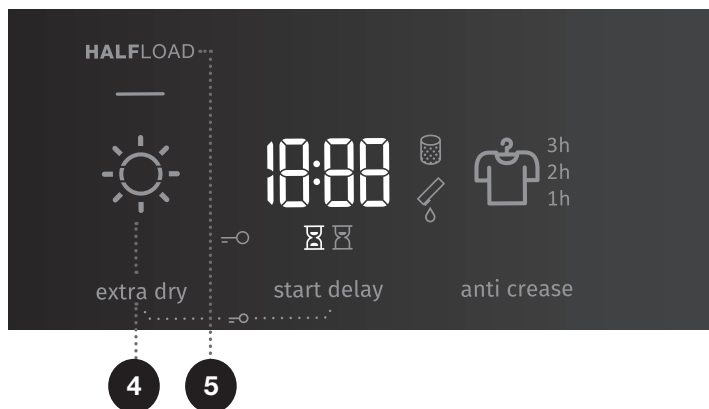 HALFLOAD
18:88
3h
2h
1h
extra dry
start delay
anti crease
4
5